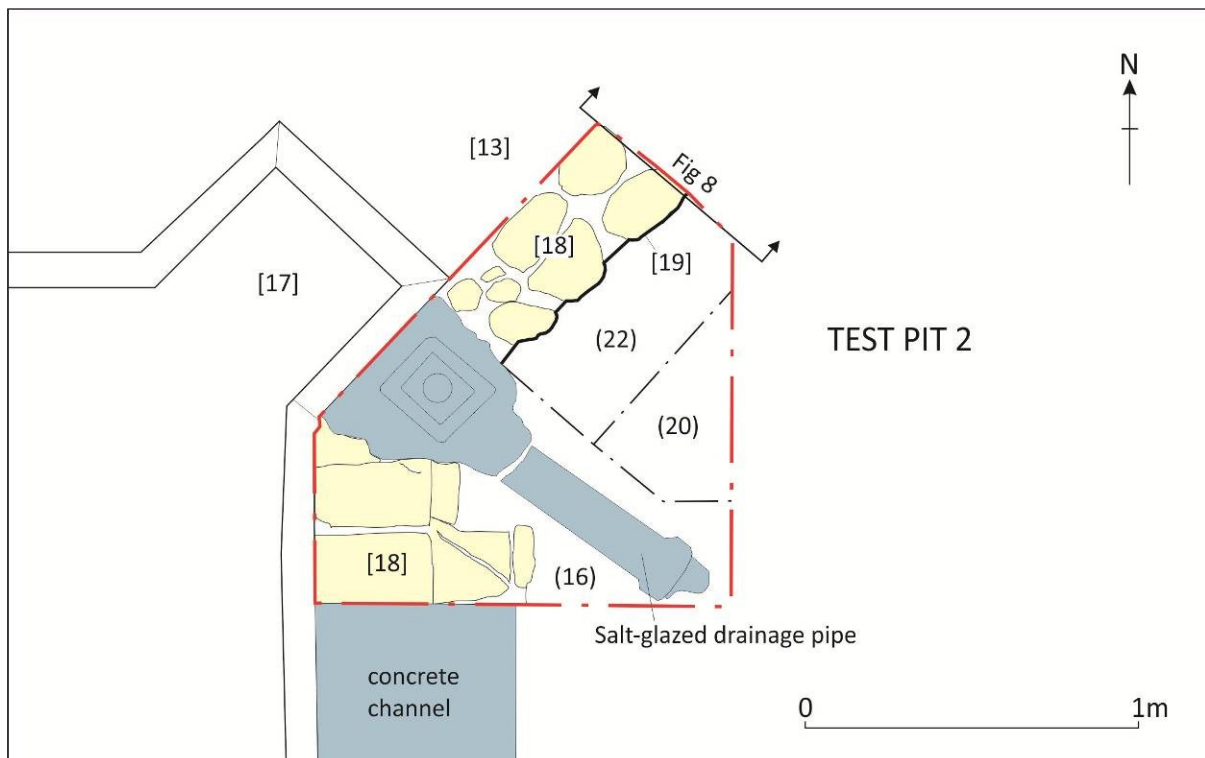 N
[13]
Fig 8
[18]
[19]
[17]
(22)
TEST PIT 2
(20)
[18]
(16)
Salt-glazed drainage pipe
concrete
channel
0
1m